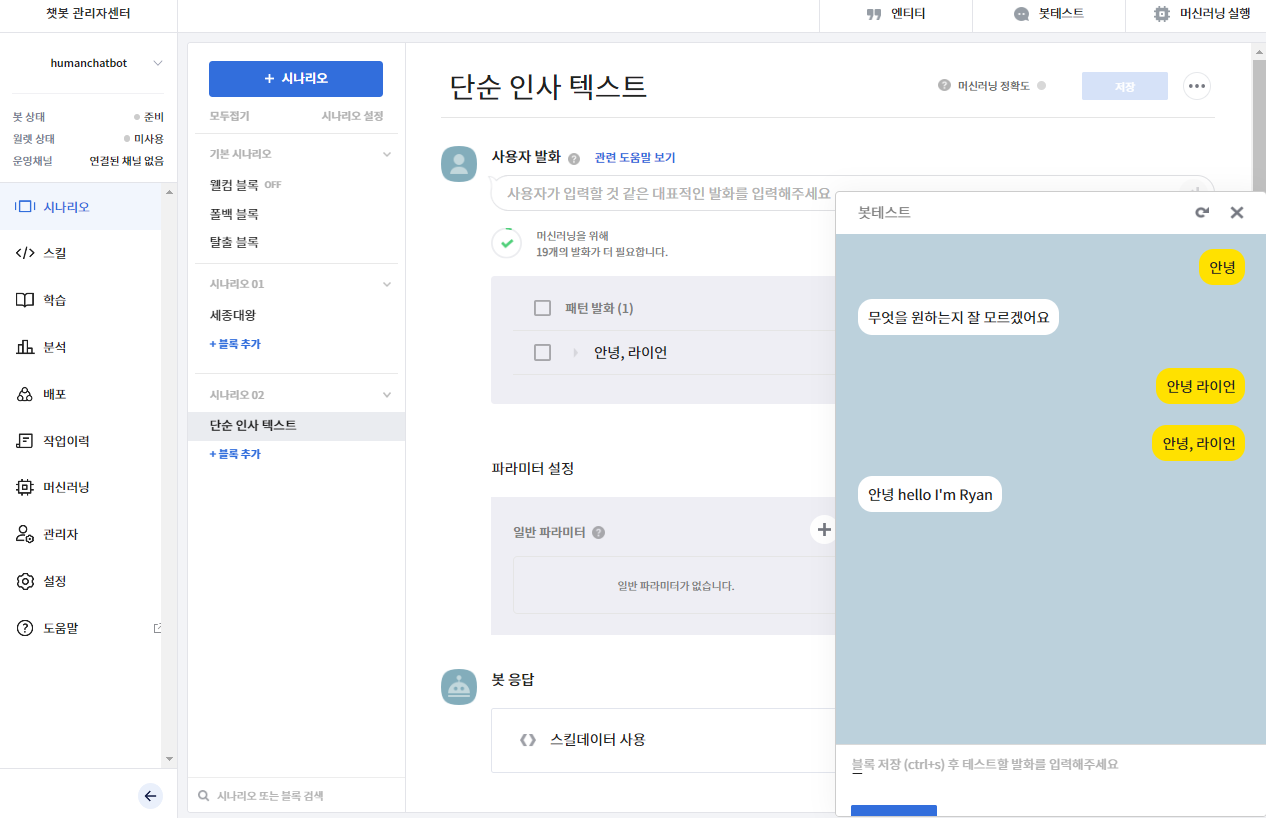 챗봇 관리자센터
엔티티
봇테스트
머신러닝 실행
humanchatbot
봇 상태
준비
월렛 상태
미사용
운영채널
연결된 채널 없음
시나리오
스킬
학습
분석
배포
작업이력
머신러닝
관리자
설정
도움말
+ 시나리오
모두접기
시나리오 설정
기본 시나리오
웰컴 블록 OFF
폴백 블록
탈출 블록
시나리오 01
세종대왕
+ 블록 추가
시나리오 02
단순 인사 텍스트
+ 블록 추가
시나리오 또는 블록 검색
단순 인사 텍스트
머신러닝 정확도
저장
사용자 발화
관련 도움말 보기
사용자가 입력할 것 같은 대표적인 발화를 입력해주세요
머신러닝을 위해
19개의 발화가 더 필요합니다.
패턴 발화 (1)
안녕, 라이언
파라미터 설정
일반 파라미터
일반 파라미터가 없습니다.
봇 응답
스킬데이터 사용
봇테스트
안녕
무엇을 원하는지 잘 모르겠어요
안녕 라이언
안녕, 라이언
안녕 hello I'm Ryan
블록 저장 (ctrl+s) 후 테스트할 발화를 입력해주세요